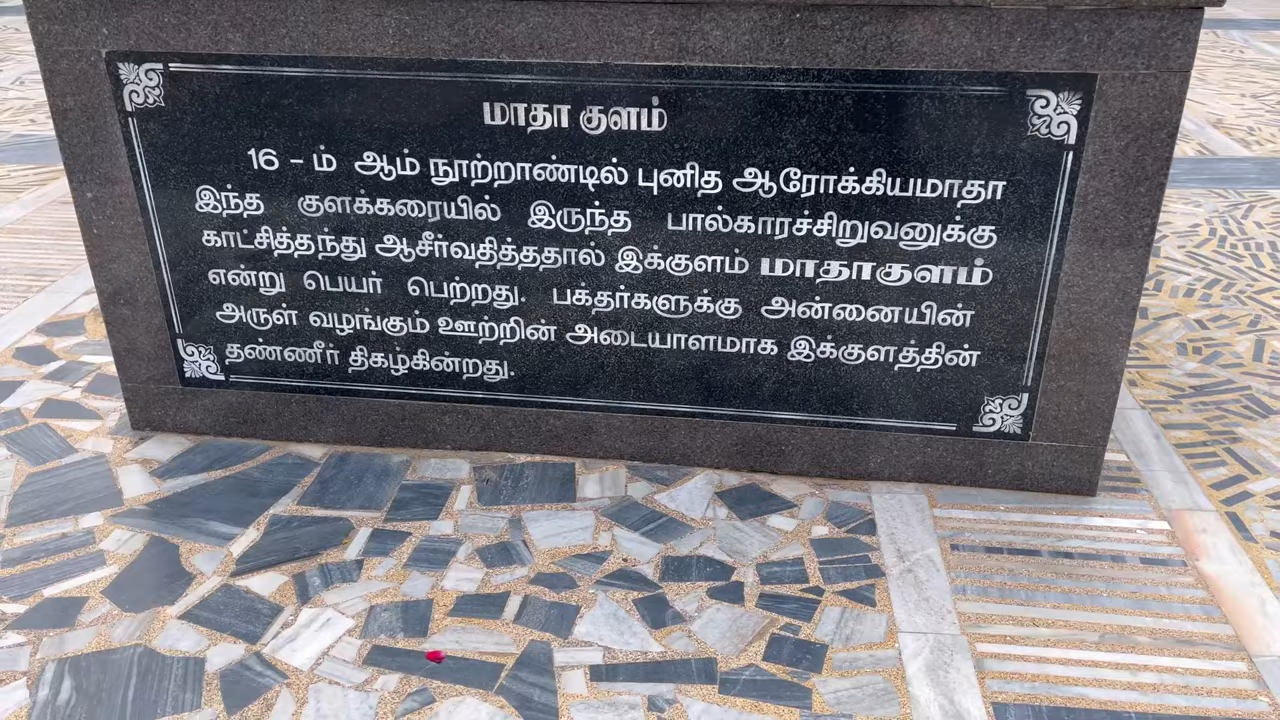 மாதா குளம்
16 - ம் ஆம் நூற்றாண்டில் புனித ஆரோக்கியமாதா
இந்த குளக்கரையில் இருந்த பால்காரச்சிறுவனுக்கு
காட்சித்தந்து ஆசீர்வதித்ததால் இக்குளம் மாதாகுளம்
என்று பெயர் பெற்றது. பக்தர்களுக்கு அன்னையின்
அருள் வழங்கும் ஊற்றின் அடையாளமாக இக்குளத்தின்
தண்ணீர் திகழ்கின்றது.